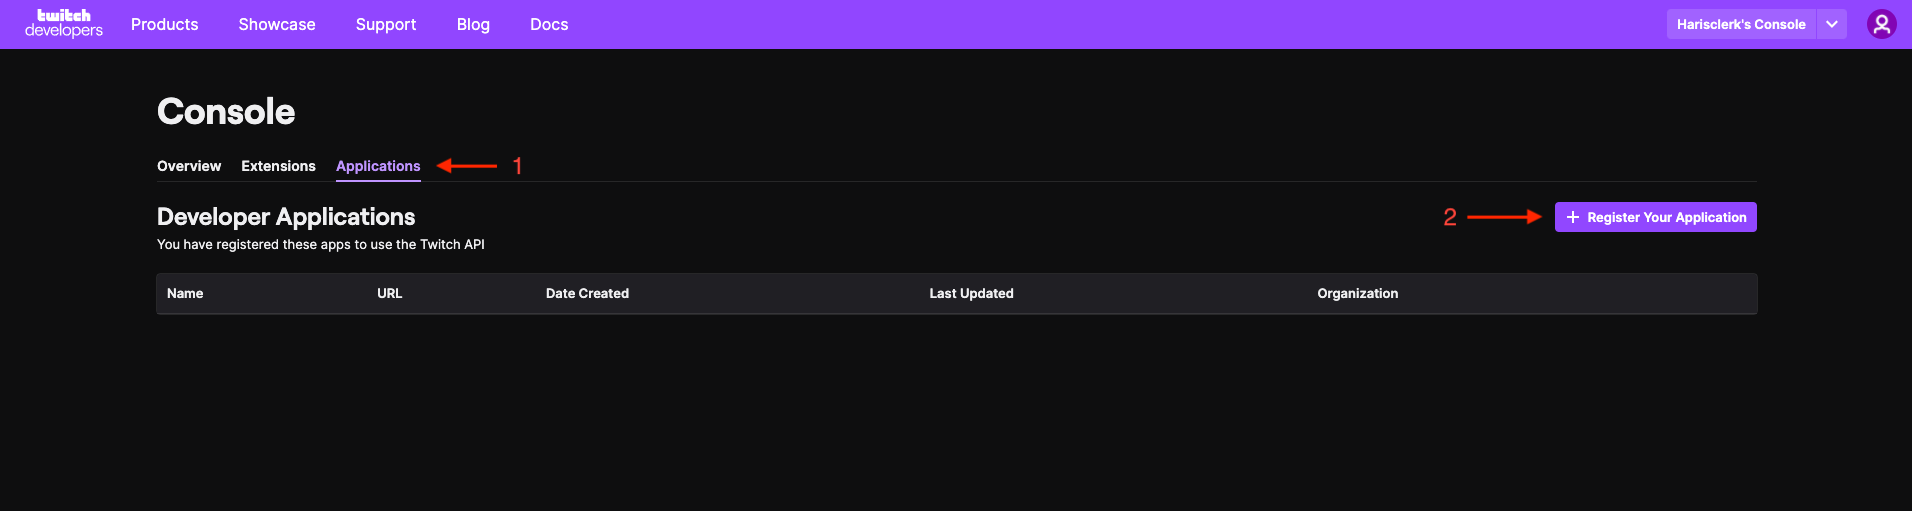 twitch
developers
Products Showcase Support Blog Docs
Harisclerk's Console
Console
Overview Extensions Applications 1
Developer Applications
2 + Register Your Application
You have registered these apps to use the Twitch API
Name URL Date Created Last Updated Organization